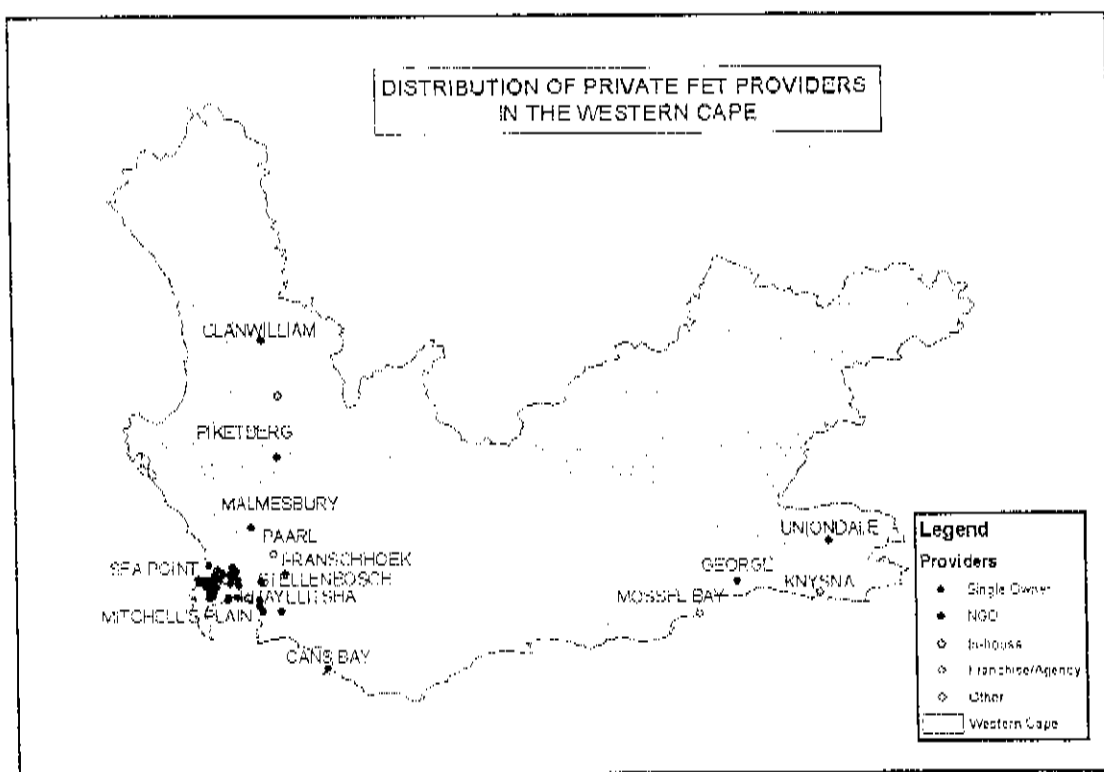 DISTRIBUTION OF PRIVATE FET PROVIDERS
IN THE WESTERN CAPE
CLANWILLIAM
PIKETBERG
MALMESBURY
PAARL
FRANSCHHOEK
SEA POINT
STELLENBOSCH
MITCHELL'S PLAIN
GANS BAY
UNIONDALE
GEORGE
KNYSNA
MOSSEL BAY
Legend
Providers
Single Owner
NGO
In-house
Franchise/Agency
Other
Western Cape